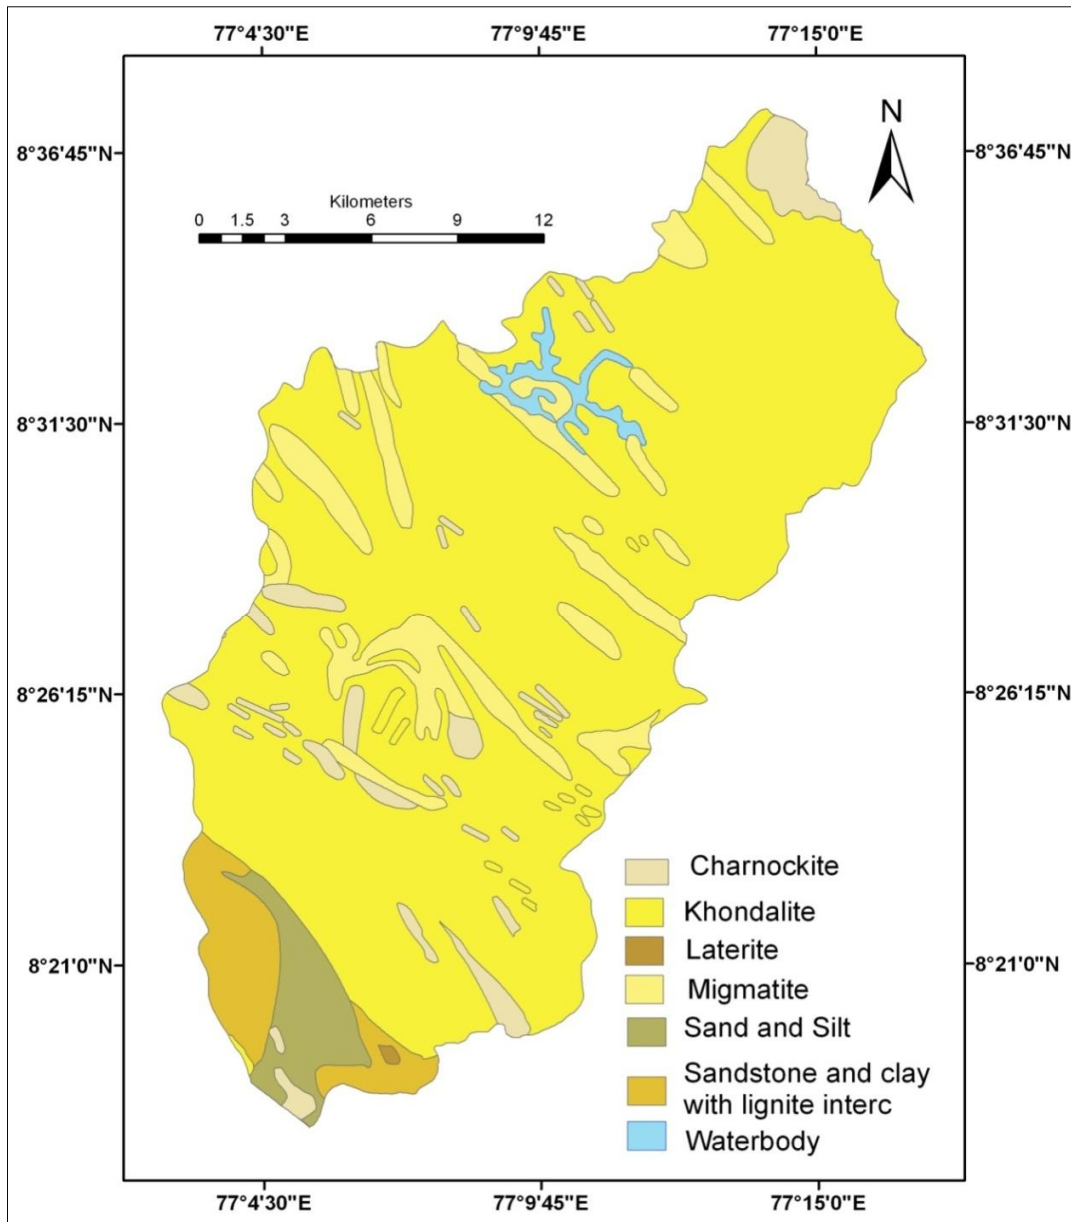 77°4'30"E 77°9'45"E 77°15'0"E
8°36'45"N 8°36'45"N
N
Kilometers
0 1.5 3 6 9 12
8°31'30"N 8°31'30"N
8°26'15"N 8°26'15"N
Charnockite
Khondalite
Laterite
8°21'0"N 8°21'0"N
Migmatite
Sand and Silt
Sandstone and clay
with lignite interc
Waterbody
77°4'30"E 77°9'45"E 77°15'0"E